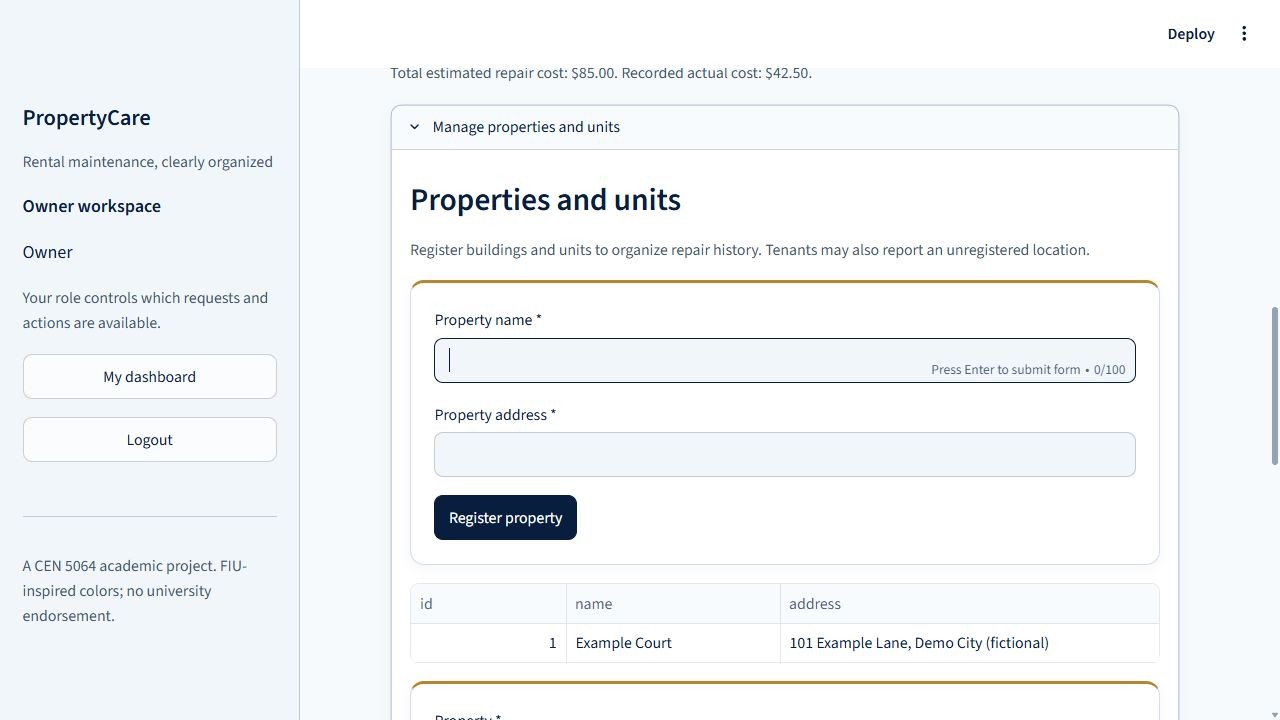 Deploy
Total estimated repair cost: $85.00. Recorded actual cost: $42.50.
PropertyCare
Rental maintenance, clearly organized
Owner workspace
Owner
Your role controls which requests and
actions are available.
My dashboard
Logout
A CEN 5064 academic project. FIU-
inspired colors; no university
endorsement.
Manage properties and units
Properties and units
Register buildings and units to organize repair history. Tenants may also report an unregistered location.
Property name *
Press Enter to submit form • 0/100
Property address *
Register property
id name address
1 Example Court 101 Example Lane, Demo City (fictional)
Property *